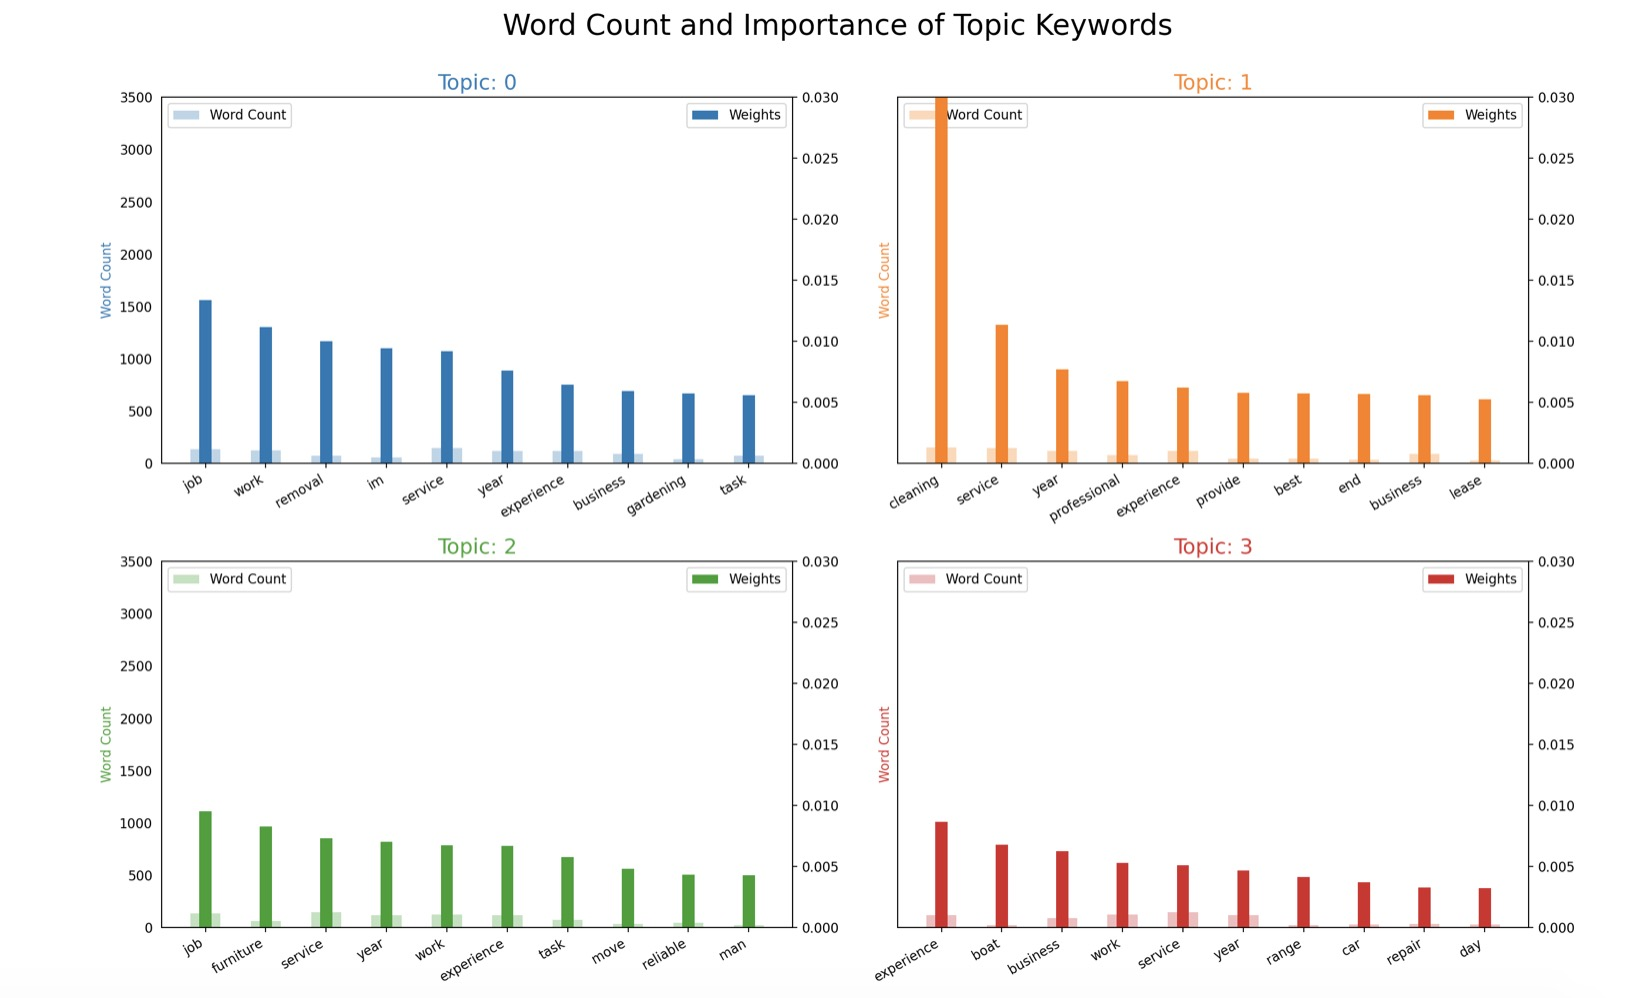 Word Count and Importance of Topic Keywords
Topic: 0
Word Count
Weights
Word Count
3500
3000
2500
2000
1500
1000
500
0
0.030
0.025
0.020
0.015
0.010
0.005
0.000
job
work
removal
im
service
year
experience
business
gardening
task
Topic: 1
Word Count
Weights
Word Count
0.030
0.025
0.020
0.015
0.010
0.005
0.000
cleaning
service
year
professional
experience
provide
best
end
business
lease
Topic: 2
Word Count
Weights
Word Count
3500
3000
2500
2000
1500
1000
500
0
0.030
0.025
0.020
0.015
0.010
0.005
0.000
job
furniture
service
year
work
experience
task
move
reliable
man
Topic: 3
Word Count
Weights
Word Count
0.030
0.025
0.020
0.015
0.010
0.005
0.000
experience
boat
business
work
service
year
range
car
repair
day